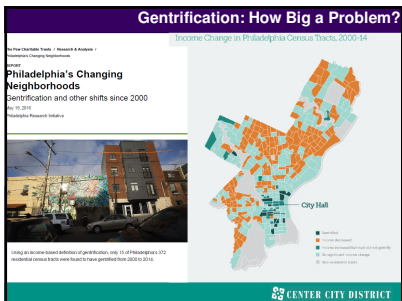 Gentrification: How Big a Problem?
Income Change in Philadelphia Census Tracts, 2000-14
The Pew Charitable Trusts / Research & Analysis /
Philadelphia's Changing Neighborhoods
REPORT
Philadelphia's Changing
Neighborhoods
Gentrification and other shifts since 2000
May 19, 2016
Philadelphia Research Initiative
Using an income-based definition of gentrification, only 15 of Philadelphia's 372
residential census tracts were found to have gentrified from 2000 to 2014.
City Hall
Gentrified
Income decreased
Income increased but did not gentrify
No significant income change
Non-residential tracts
CENTER CITY DISTRICT